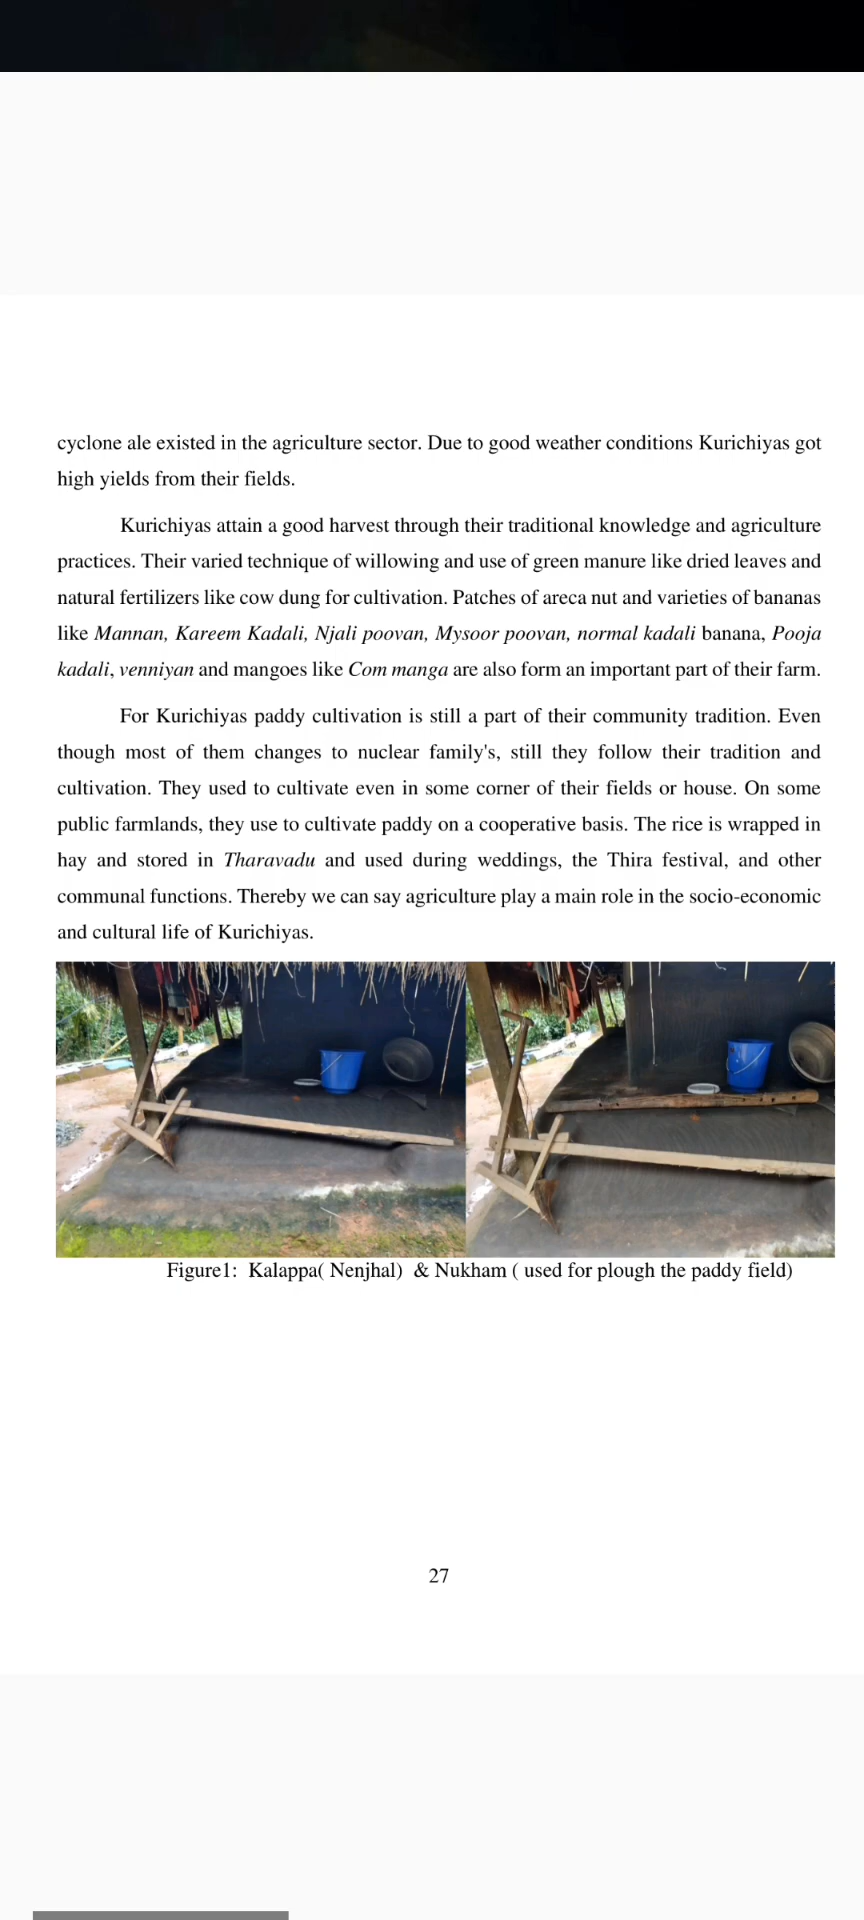 cyclone ale existed in the agriculture sector. Due to good weather conditions Kurichiyas got
high yields from their fields.
Kurichiyas attain a good harvest through their traditional knowledge and agriculture
practices. Their varied technique of willowing and use of green manure like dried leaves and
natural fertilizers like cow dung for cultivation. Patches of areca nut and varieties of bananas
like Mannan, Kareem Kadali, Njali poovan, Mysoor poovan, normal kadali banana, Pooja
kadali, venniyan and mangoes like Com manga are also form an important part of their farm.
For Kurichiyas paddy cultivation is still a part of their community tradition. Even
though most of them changes to nuclear family's, still they follow their tradition and
cultivation. They used to cultivate even in some corner of their fields or house. On some
public farmlands, they use to cultivate paddy on a cooperative basis. The rice is wrapped in
hay and stored in Tharavadu and used during weddings, the Thira festival, and other
communal functions. Thereby we can say agriculture play a main role in the socio-economic
and cultural life of Kurichiyas.
Figure1: Kalappa( Nenjhal) & Nukham ( used for plough the paddy field)
27